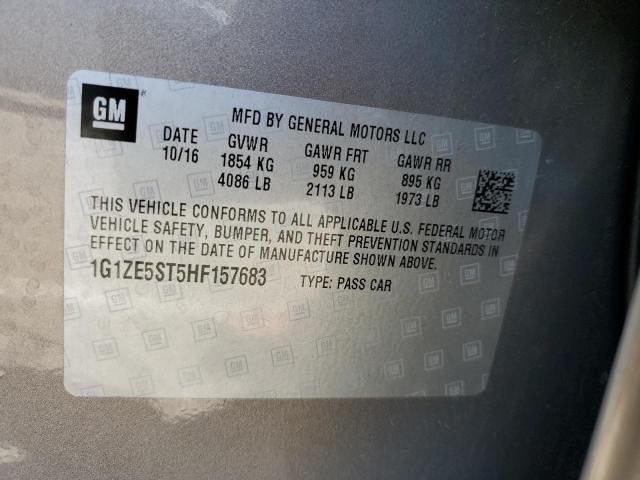 GM
MFD BY GENERAL MOTORS LLC
DATE GVWR GAWR FRT GAWR RR
10/16 1854 KG 959 KG 895 KG
4086 LB 2113 LB 1973 LB
THIS VEHICLE CONFORMS TO ALL APPLICABLE U.S. FEDERAL MOTOR
VEHICLE SAFETY, BUMPER, AND THEFT PREVENTION STANDARDS IN
EFFECT ON THE DATE OF MANUFACTURE SHOWN ABOVE.
1G1ZE5ST5HF157683 TYPE: PASS CAR